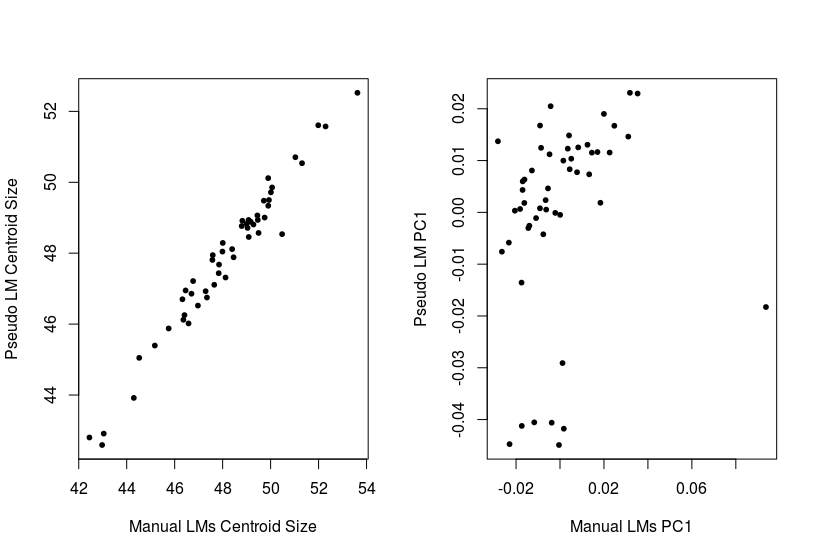 Pseudo LM Centroid Size
52
50
48
46
44
42 44 46 48 50 52 54
Manual LMs Centroid Size
Pseudo LM PC1
0.02
0.01
0.00
-0.01
-0.02
-0.03
-0.04
-0.02 0.02 0.06
Manual LMs PC1